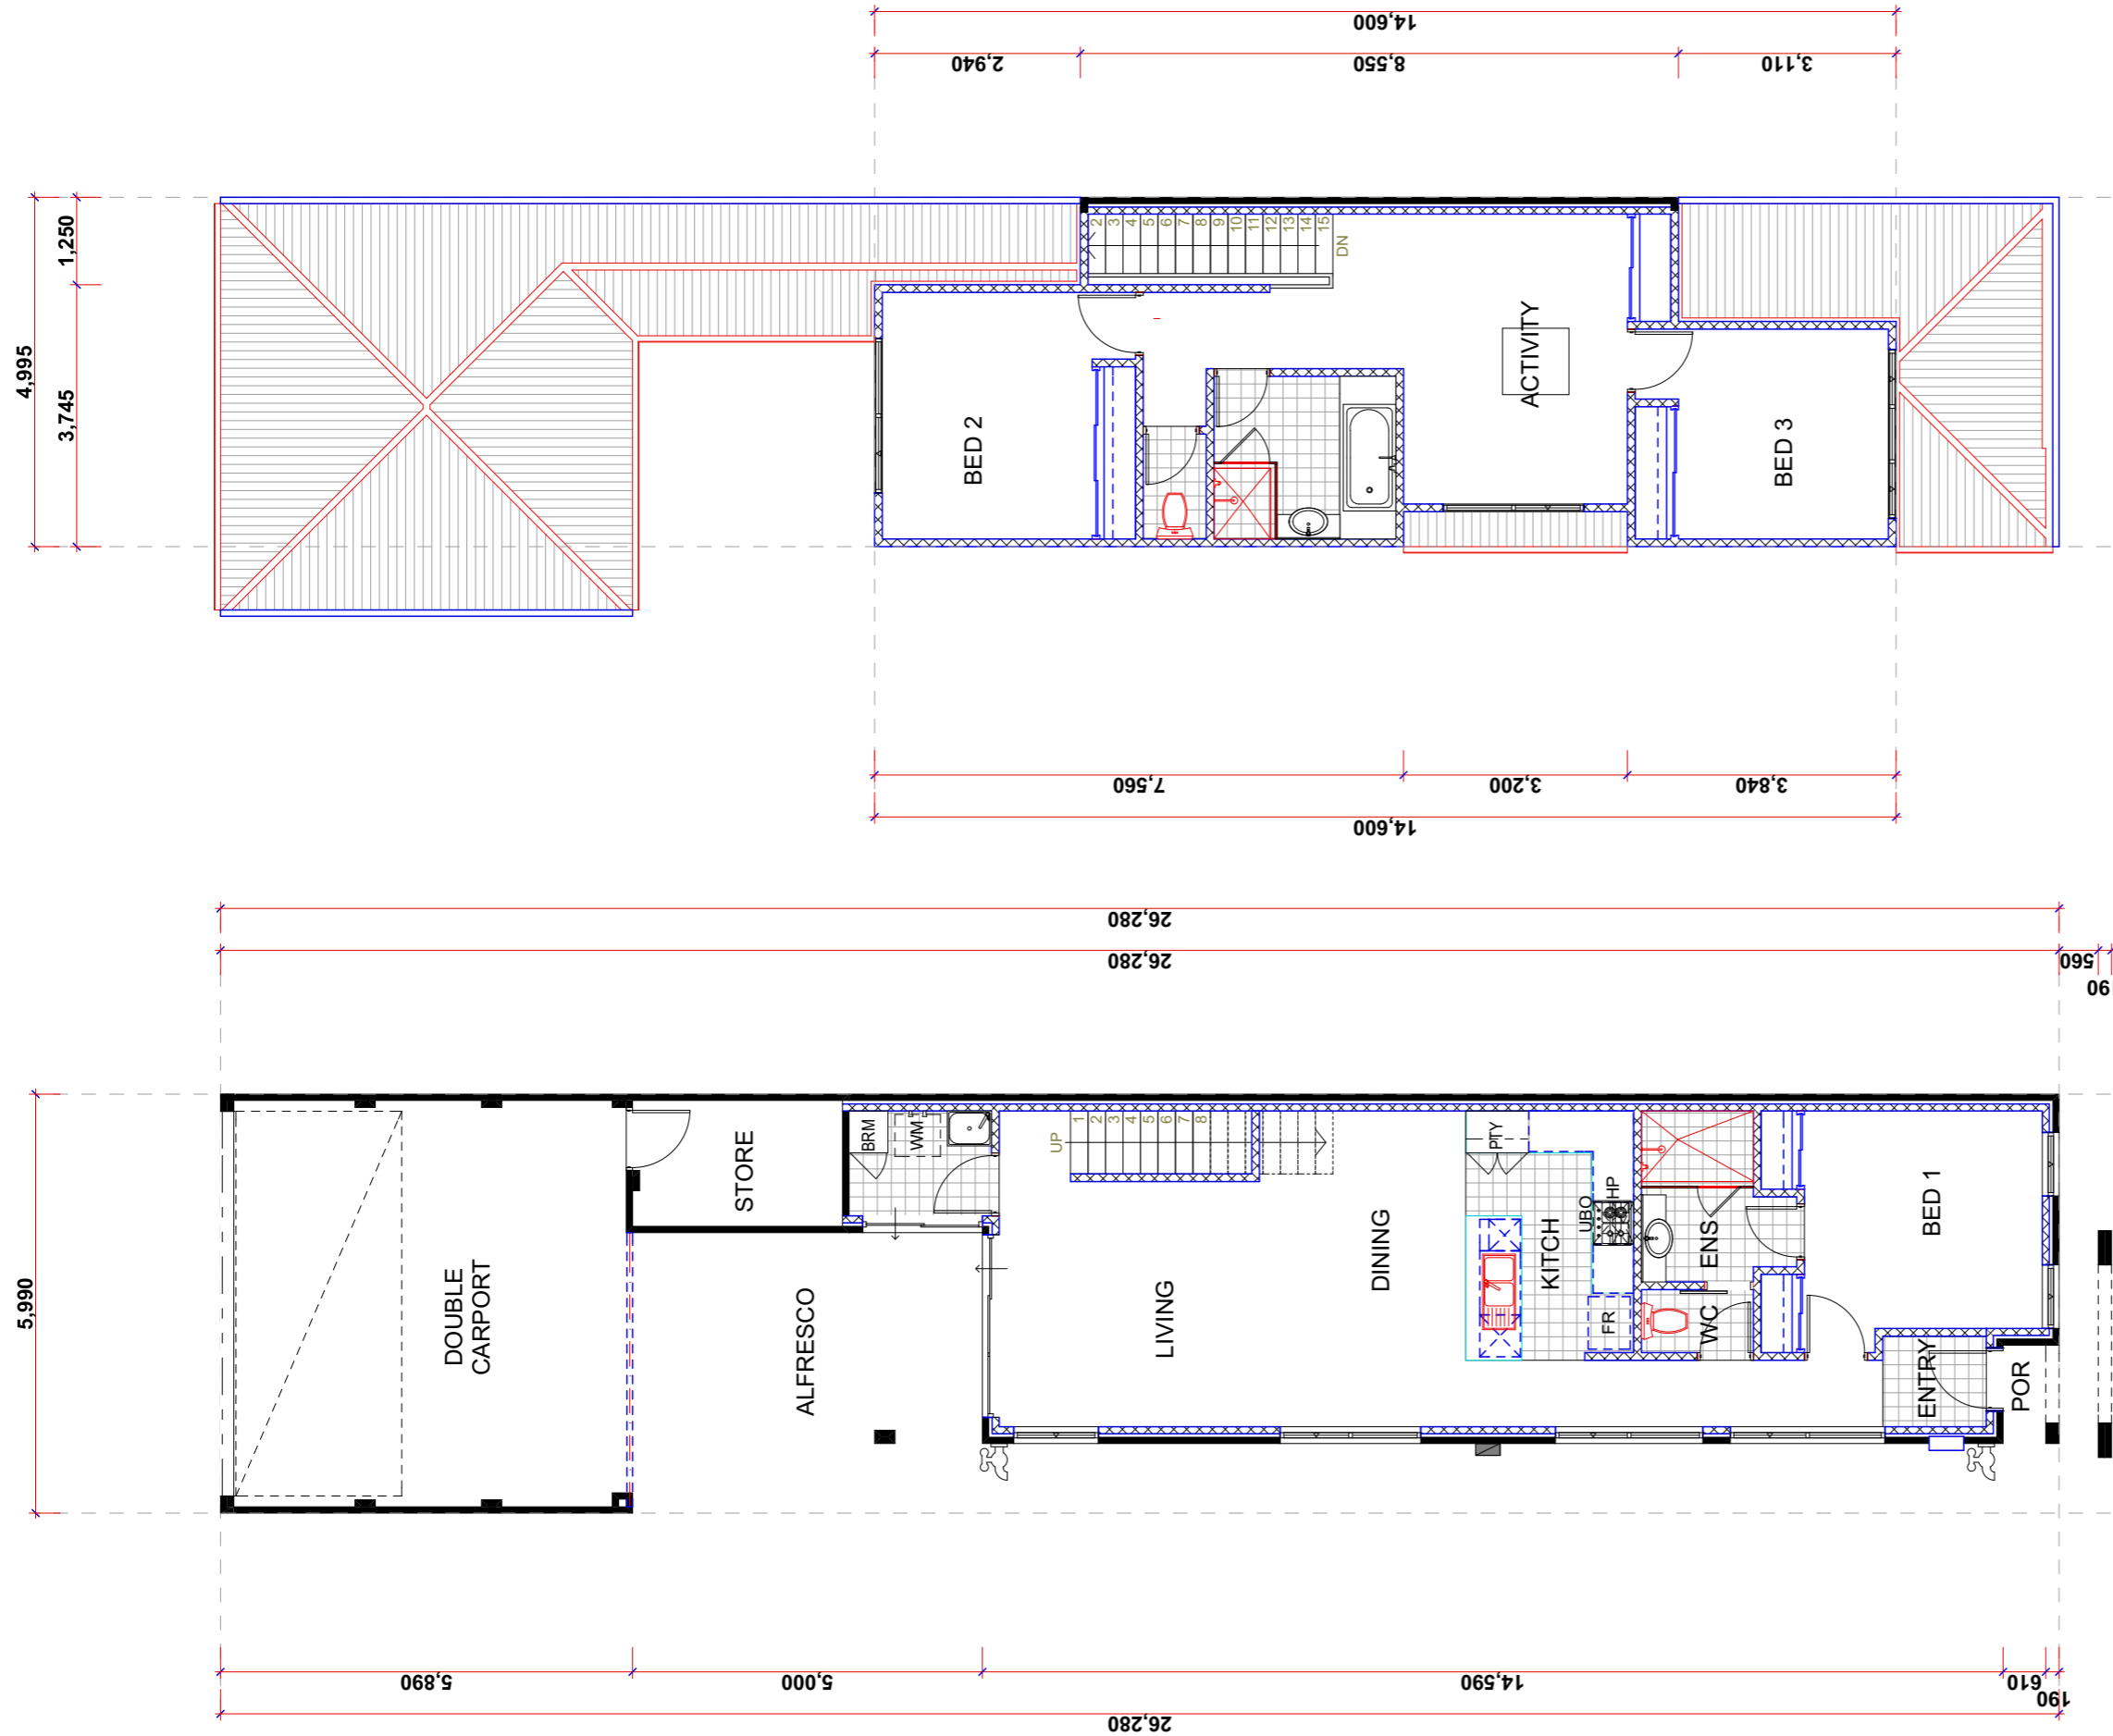 14,600
2,940
8,550
3,110
4,995
1,250
3,745
2
3
4
5
6
7
8
9
10
11
12
13
14
15
DN
BED 2
ACTIVITY
BED 3
7,560
3,200
3,840
14,600
26,280
26,280
560
90
5,990
DOUBLE
CARPORT
STORE
BRM
WM
ALFRESCO
UP
1
2
3
4
5
6
7
8
LIVING
DINING
PTY
KITCH
UBO
HP
FR
ENS
WC
BED 1
ENTRY
POR
5,890
5,000
14,590
610
190
26,280